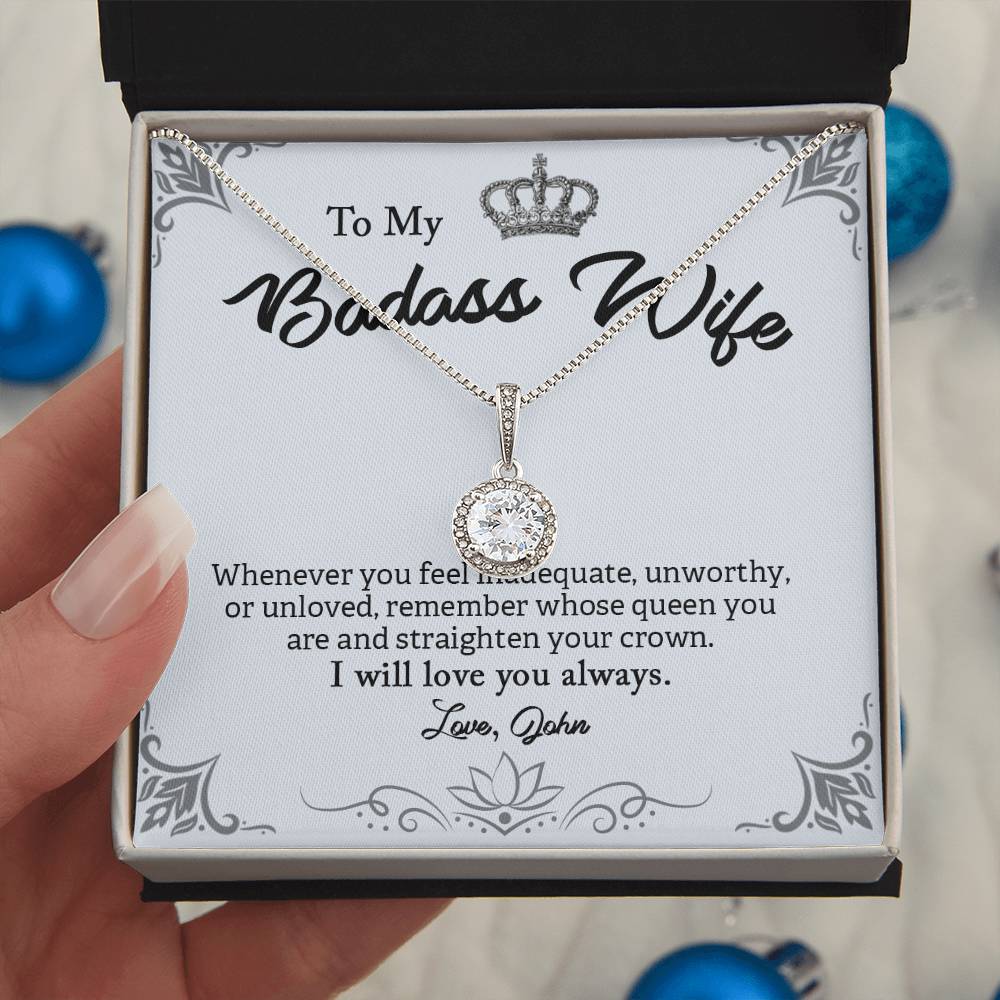 To My
Badass Wife
Whenever you feel inadequate, unworthy,
or unloved, remember whose queen you
are and straighten your crown.
I will love you always.
Love, John